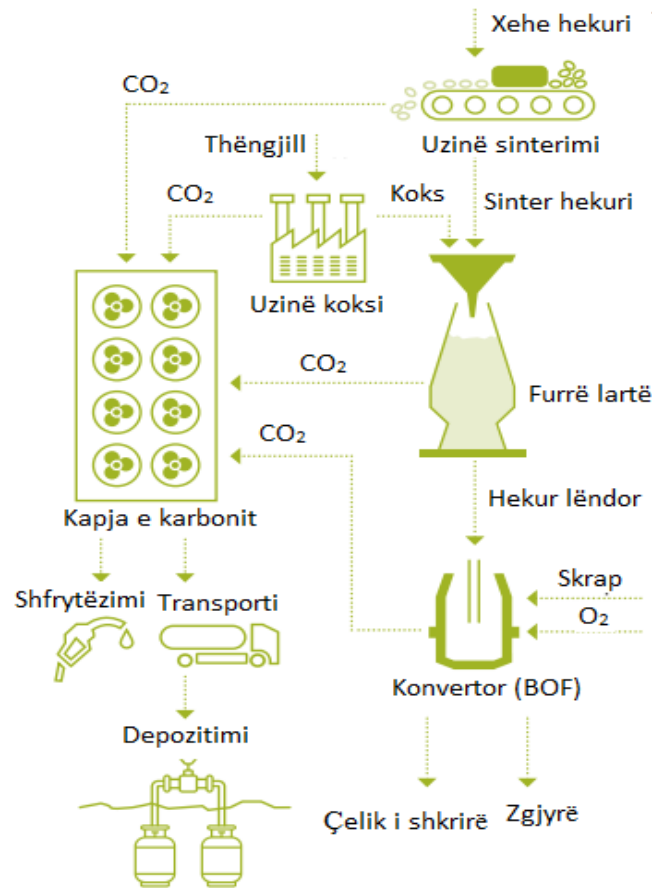 Xehe hekuri
CO₂
Uzinë sinterimi
Thëngjill
CO₂
Koks
Sinter hekuri
Uzinë koksi
CO₂
Furrë lartë
CO₂
Kapja e karbonit
Hekur lëndor
Shfrytëzimi
Transporti
Skrap
O₂
Konvertor (BOF)
Depozitimi
Çelik i shkrirë
Zgjyrë